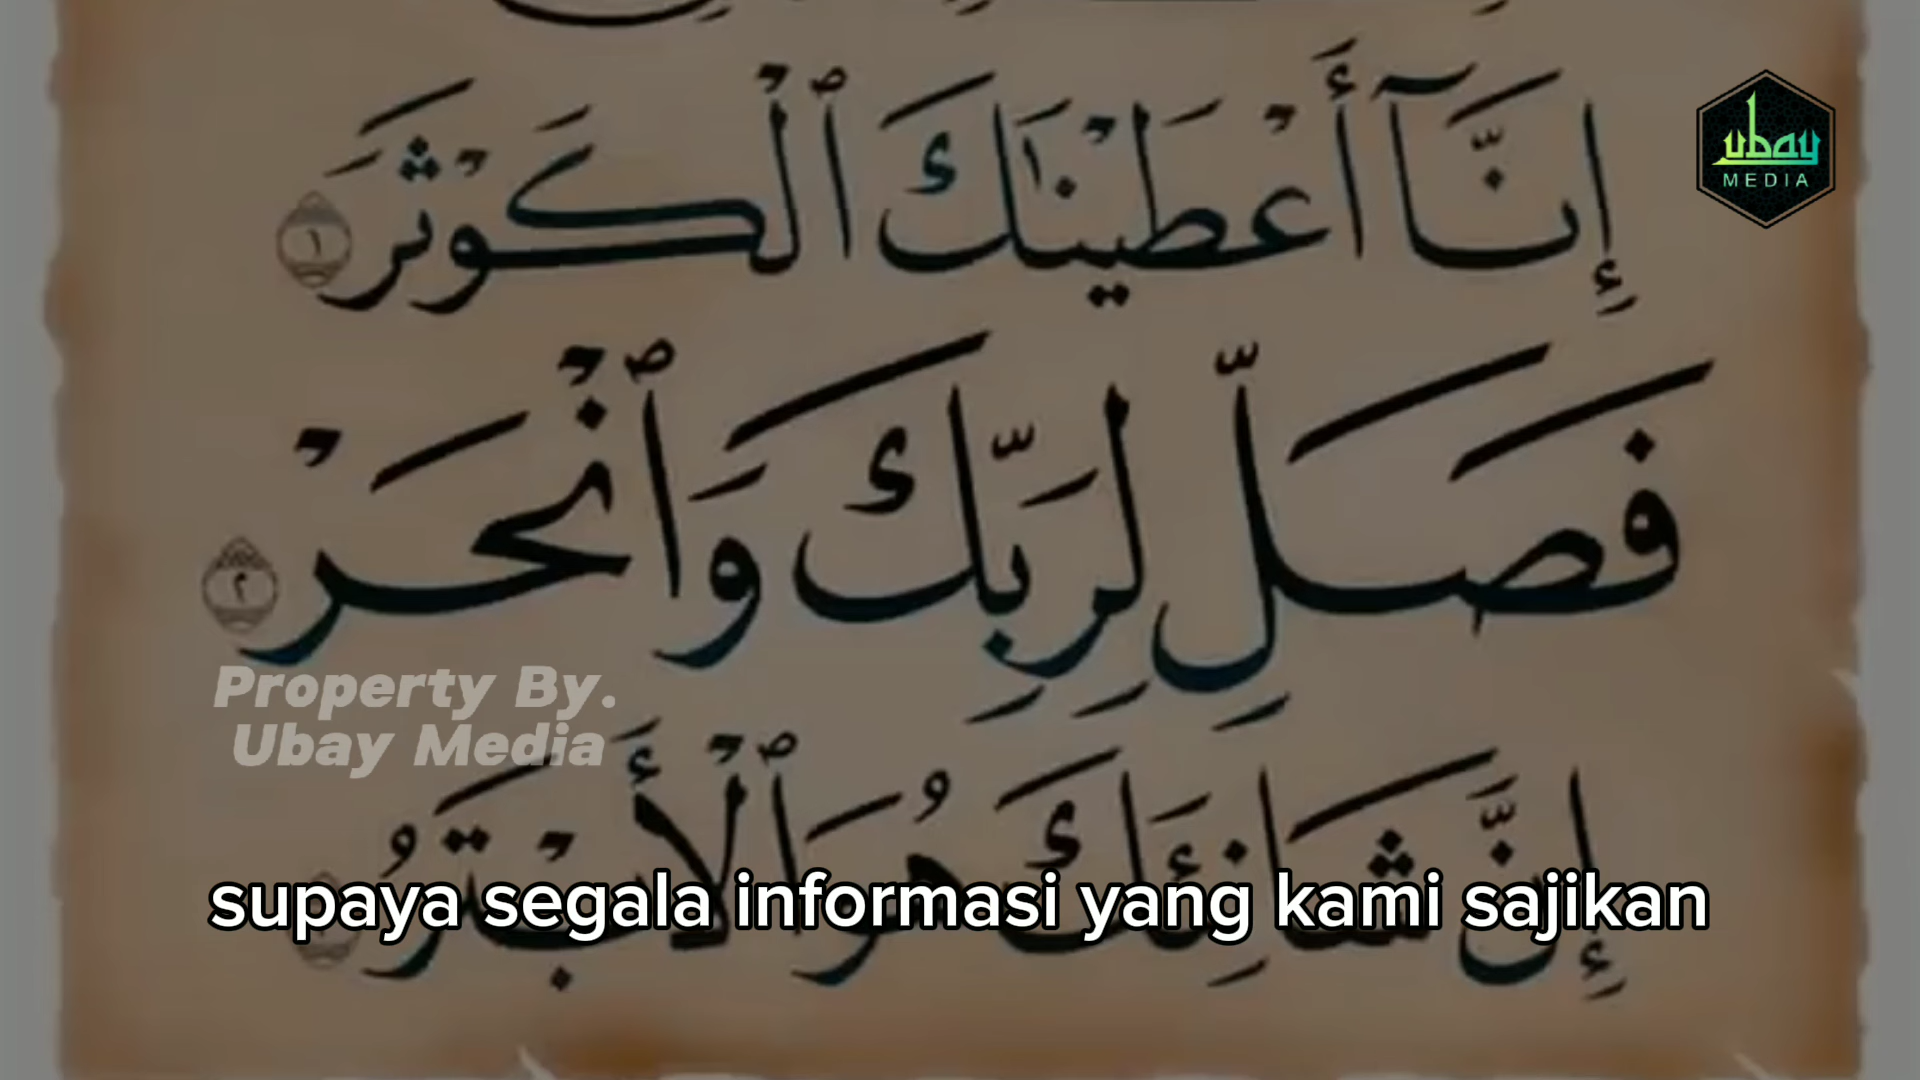 إِنَّآ أَعْطَيْنَٰكَ ٱلْكَوْثَرَ ١
ubay
MEDIA
فَصَلِّ لِرَبِّكَ وَٱنْحَرْ ٢
Property By.
Ubay Media
إِنَّ شَانِئَكَ هُوَ ٱلْأَبْتَرُ
supaya segala informasi yang kami sajikan